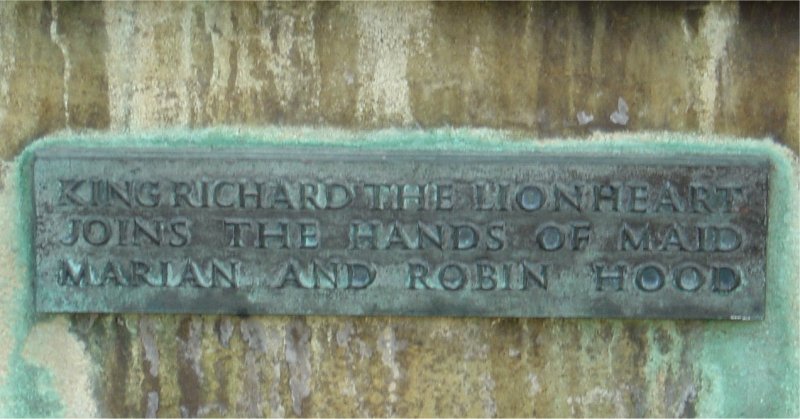 KING RICHARD THE LIONHEART
JOINS THE HANDS OF MAID
MARIAN AND ROBIN HOOD